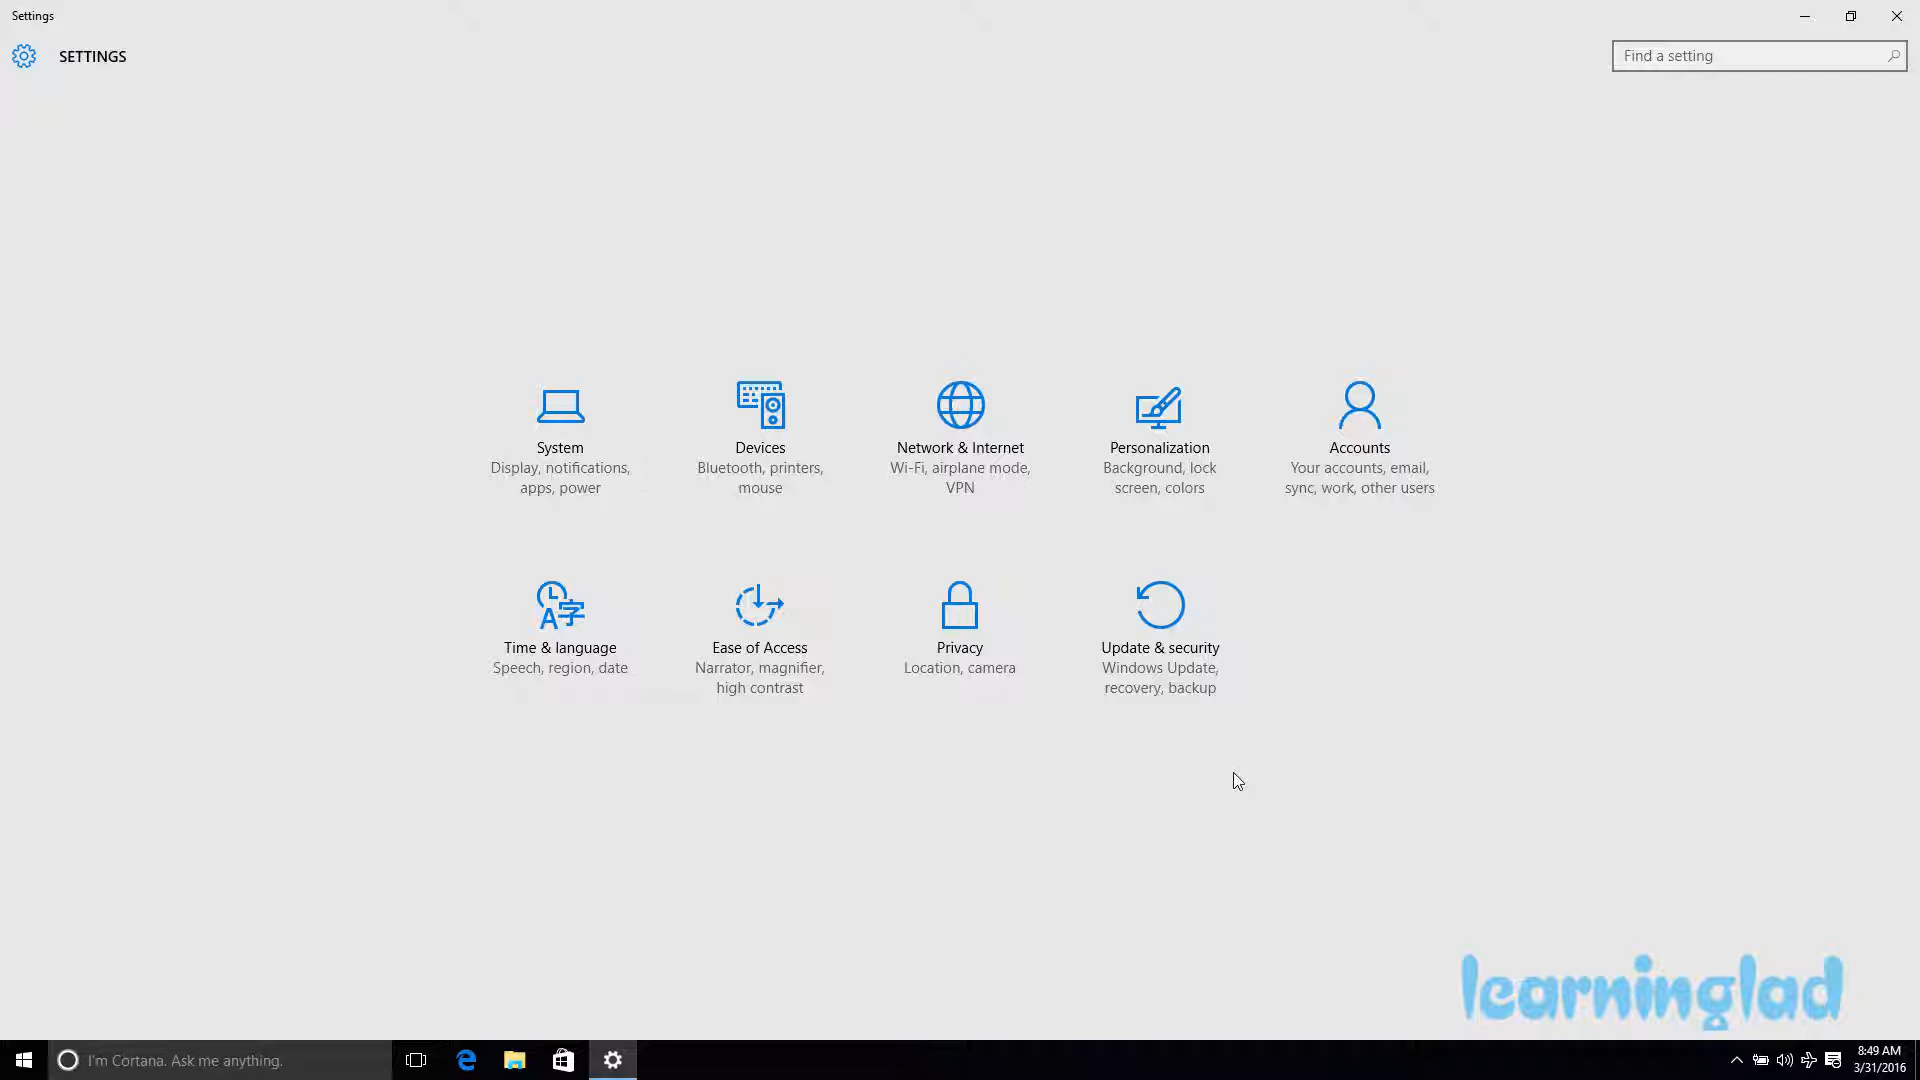 Settings
SETTINGS
Find a setting
System
Display, notifications,
apps, power
Devices
Bluetooth, printers,
mouse
Network & Internet
Wi-Fi, airplane mode,
VPN
Personalization
Background, lock
screen, colors
Accounts
Your accounts, email,
sync, work, other users
Time & language
Speech, region, date
Ease of Access
Narrator, magnifier,
high contrast
Privacy
Location, camera
Update & security
Windows Update,
recovery, backup
learninglad
I'm Cortana. Ask me anything.
8:49 AM
3/31/2016